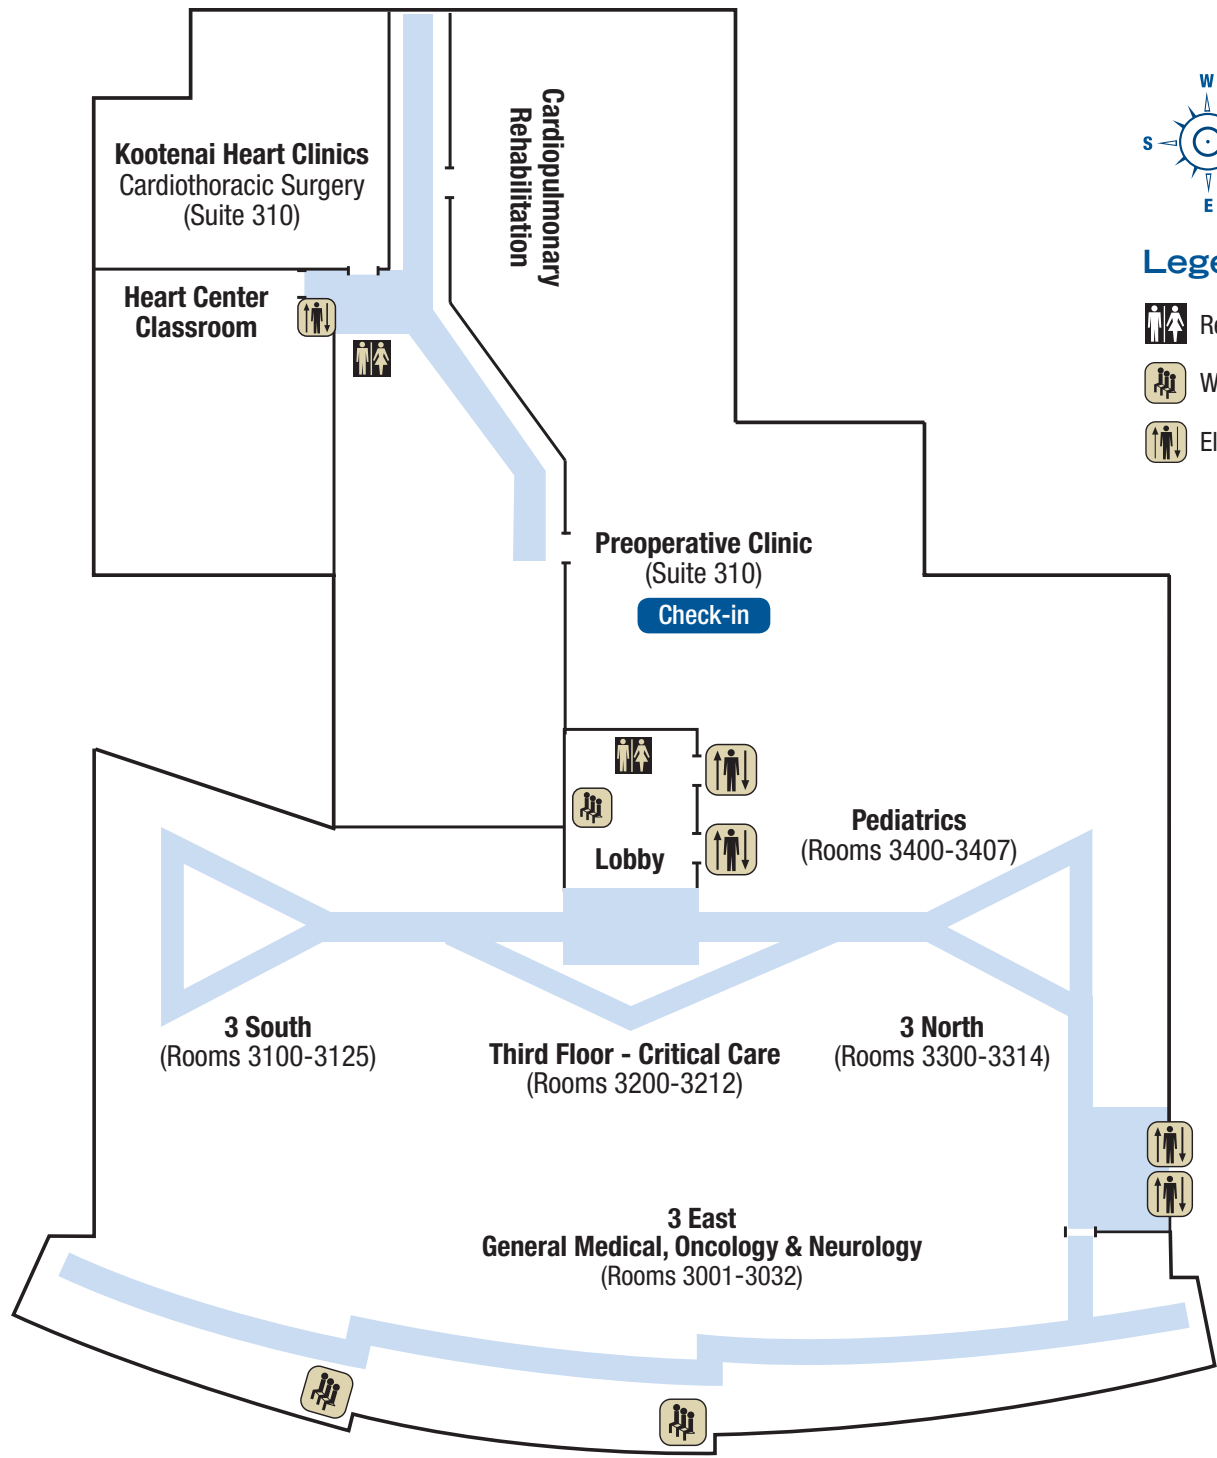 Kootenai Heart Clinics
Cardiothoracic Surgery
(Suite 310)
Cardiopulmonary
Rehabilitation
W
S
E
Heart Center
Classroom
Preoperative Clinic
(Suite 310)
Check-in
Lobby
Pediatrics
(Rooms 3400-3407)
3 South
(Rooms 3100-3125)
Third Floor - Critical Care
(Rooms 3200-3212)
3 North
(Rooms 3300-3314)
3 East
General Medical, Oncology & Neurology
(Rooms 3001-3032)